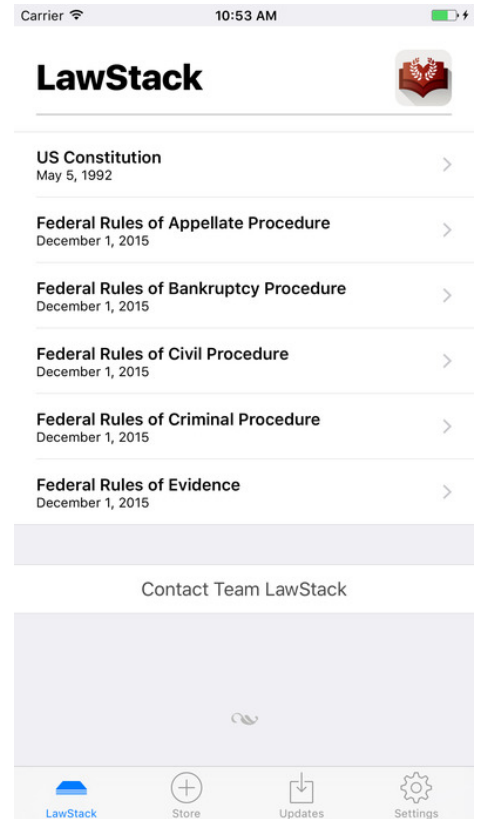 Carrier 10:53 AM
LawStack
US Constitution
May 5, 1992
Federal Rules of Appellate Procedure
December 1, 2015
Federal Rules of Bankruptcy Procedure
December 1, 2015
Federal Rules of Civil Procedure
December 1, 2015
Federal Rules of Criminal Procedure
December 1, 2015
Federal Rules of Evidence
December 1, 2015
Contact Team LawStack
LawStack Store Updates Settings